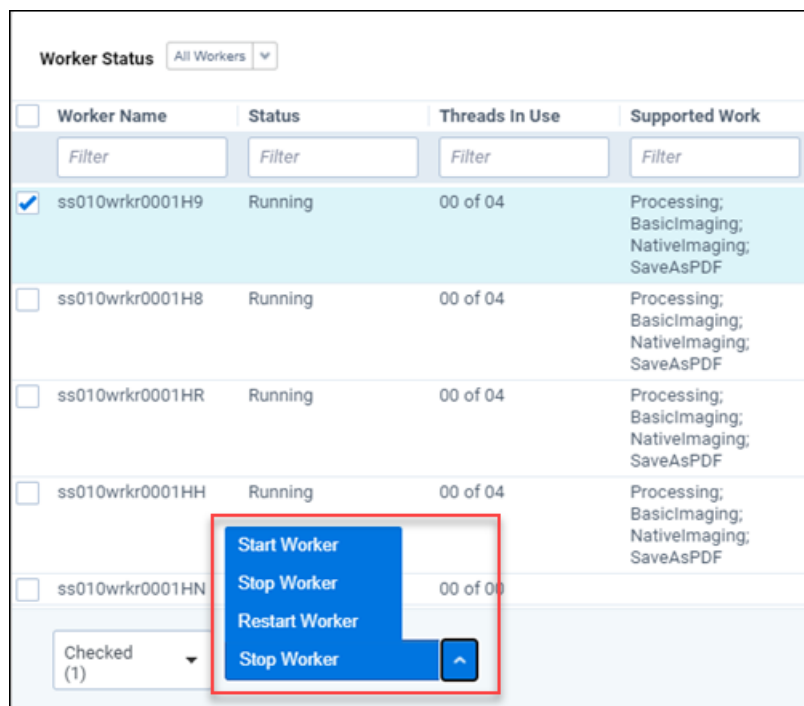 Worker Status All Workers
Worker Name Status Threads In Use Supported Work
Filter Filter Filter Filter
ss010wrkr0001H9 Running 00 of 04 Processing;
BasicImaging;
NativeImaging;
SaveAsPDF
ss010wrkr0001H8 Running 00 of 04 Processing;
BasicImaging;
NativeImaging;
SaveAsPDF
ss010wrkr0001HR Running 00 of 04 Processing;
BasicImaging;
NativeImaging;
SaveAsPDF
ss010wrkr0001HH Running 00 of 04 Processing;
BasicImaging;
NativeImaging;
SaveAsPDF
Start Worker
Stop Worker
ss010wrkr0001HN 00 of 00
Restart Worker
Checked
(1)
Stop Worker